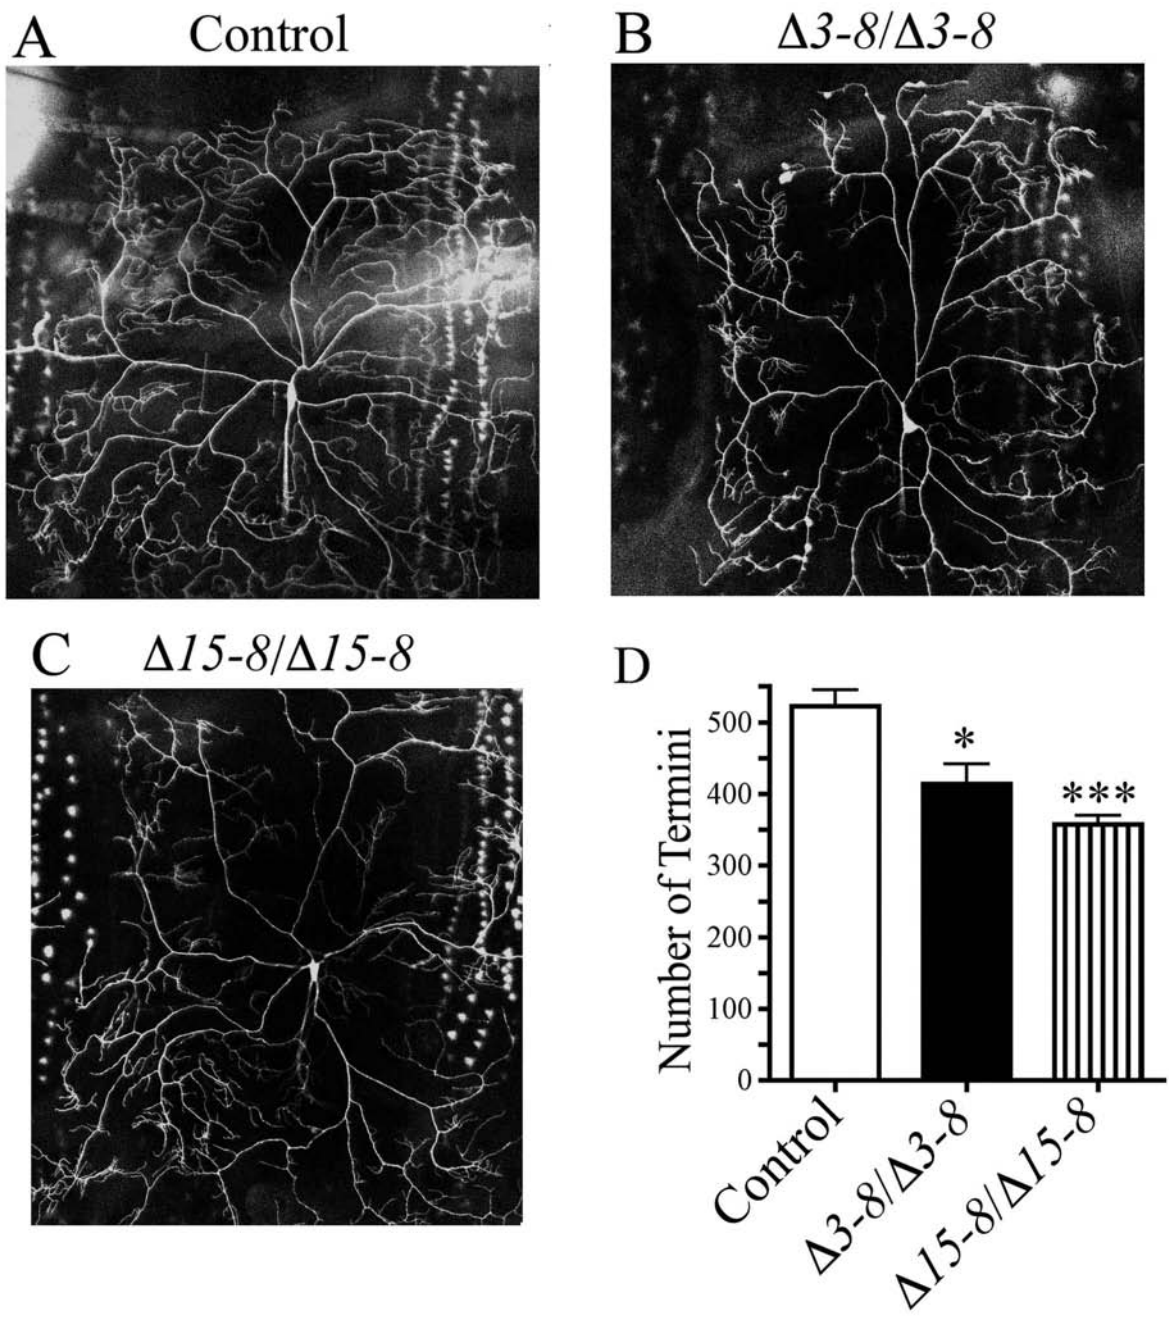 A Control
B Δ3-8/Δ3-8
C Δ15-8/Δ15-8
D
Number of Termini
500
400
300
200
100
0
*
***
Control
Δ3-8/Δ3-8
Δ15-8/Δ15-8